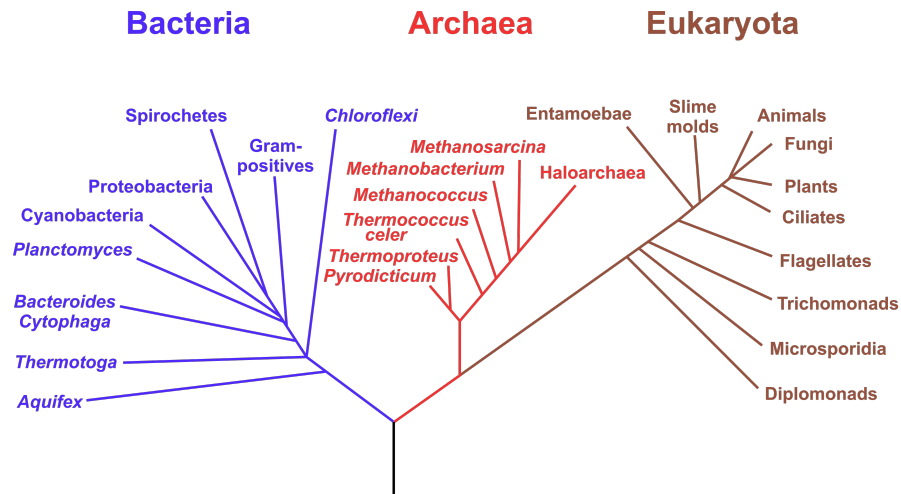 Bacteria
Archaea
Eukaryota
Spirochetes
Chloroflexi
Gram-
positives
Proteobacteria
Cyanobacteria
Planctomyces
Bacteroides
Cytophaga
Thermotoga
Aquifex
Methanosarcina
Methanobacterium
Haloarchaea
Methanococcus
Thermococcus
celer
Thermoproteus
Pyrodicticum
Entamoebae
Slime
molds
Animals
Fungi
Plants
Ciliates
Flagellates
Trichomonads
Microsporidia
Diplomonads